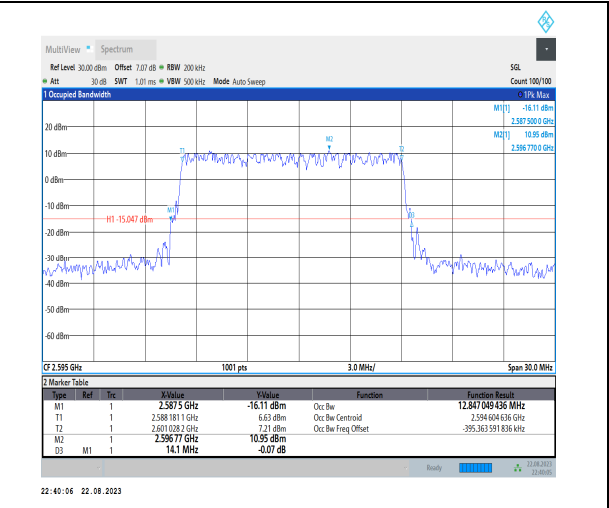 MultiView Spectrum
Ref Level 30.00 dBm Offset 7.07 dB RBW 200 kHz SGL
Att 30 dB SWT 1.01 ms VBW 500 kHz Mode Auto Sweep Count 100/100
1 Occupied Bandwidth 1Pk Max
M1[1] -16.11 dBm
2.587 500 0 GHz
M2[1] 10.95 dBm
2.596 770 0 GHz
20 dBm
10 dBm
0 dBm
-10 dBm
-20 dBm
-30 dBm
-40 dBm
-50 dBm
-60 dBm
T1
M2
T2
M1
H1 -15.047 dBm
D3
CF 2.595 GHz 1001 pts 3.0 MHz/ Span 30.0 MHz
2 Marker Table
Type Ref Trc X-Value Y-Value Function Function Result
M1 1 2.587 5 GHz -16.11 dBm Occ Bw 12.847 049 436 MHz
T1 1 2.588 181 1 GHz 6.63 dBm Occ Bw Centroid 2.594 604 636 GHz
T2 1 2.601 028 2 GHz 7.21 dBm Occ Bw Freq Offset -395.363 591 836 kHz
M2 1 2.596 77 GHz 10.95 dBm
D3 M1 1 14.1 MHz -0.07 dB
Ready 22.08.2023
22:40:05
22:40:06 22.08.2023